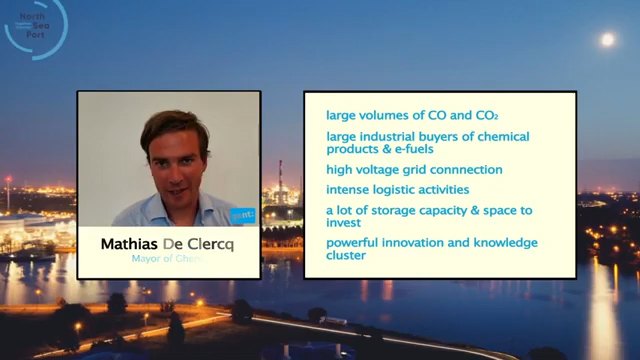 North
Sea
Port
gent:
Mathias De Clercq
Mayor of Ghent
large volumes of CO and CO₂
large industrial buyers of chemical
products & e-fuels
high voltage grid connnection
intense logistic activities
a lot of storage capacity & space to
invest
powerful innovation and knowledge
cluster